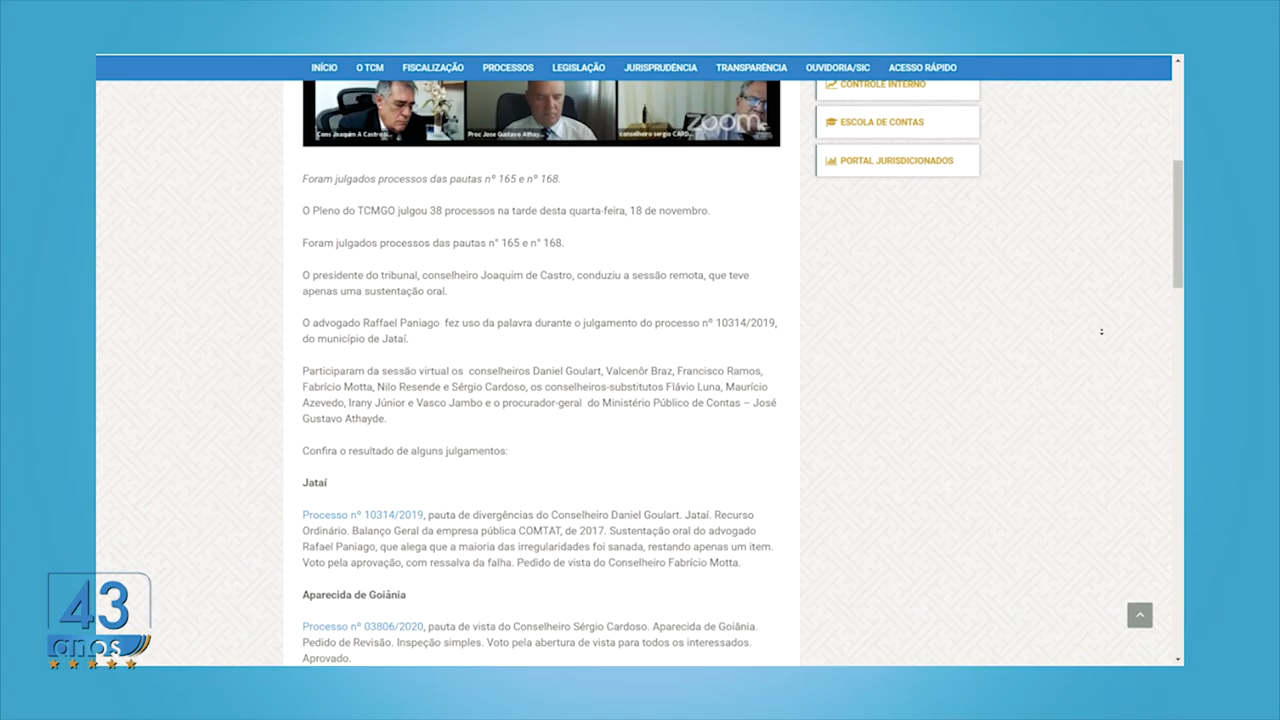 INÍCIO O TCM FISCALIZAÇÃO PROCESSOS LEGISLAÇÃO JURISPRUDÊNCIA TRANSPARÊNCIA OUVIDORIA/SIC ACESSO RÁPIDO
CONTROLE INTERNO
ESCOLA DE CONTAS
PORTAL JURISDICIONADOS
Cons Joaquim A Castro
Proc Jose Gustavo Athay...
conselheiro sergio CARD...
zoom
Foram julgados processos das pautas nº 165 e nº 168.
O Pleno do TCMGO julgou 38 processos na tarde desta quarta-feira, 18 de novembro.
Foram julgados processos das pautas n° 165 e n° 168.
O presidente do tribunal, conselheiro Joaquim de Castro, conduziu a sessão remota, que teve
apenas uma sustentação oral.
O advogado Raffael Paniago fez uso da palavra durante o julgamento do processo nº 10314/2019,
do município de Jataí.
Participaram da sessão virtual os conselheiros Daniel Goulart, Valcenôr Braz, Francisco Ramos,
Fabrício Motta, Nilo Resende e Sérgio Cardoso, os conselheiros-substitutos Flávio Luna, Maurício
Azevedo, Irany Júnior e Vasco Jambo e o procurador-geral do Ministério Público de Contas – José
Gustavo Athayde.
Confira o resultado de alguns julgamentos:
Jataí
Processo nº 10314/2019, pauta de divergências do Conselheiro Daniel Goulart. Jataí. Recurso
Ordinário. Balanço Geral da empresa pública COMTAT, de 2017. Sustentação oral do advogado
Rafael Paniago, que alega que a maioria das irregularidades foi sanada, restando apenas um item.
Voto pela aprovação, com ressalva da falha. Pedido de vista do Conselheiro Fabrício Motta.
Aparecida de Goiânia
Processo nº 03806/2020, pauta de vista do Conselheiro Sérgio Cardoso. Aparecida de Goiânia.
Pedido de Revisão. Inspeção simples. Voto pela abertura de vista para todos os interessados.
Aprovado.
43
anos